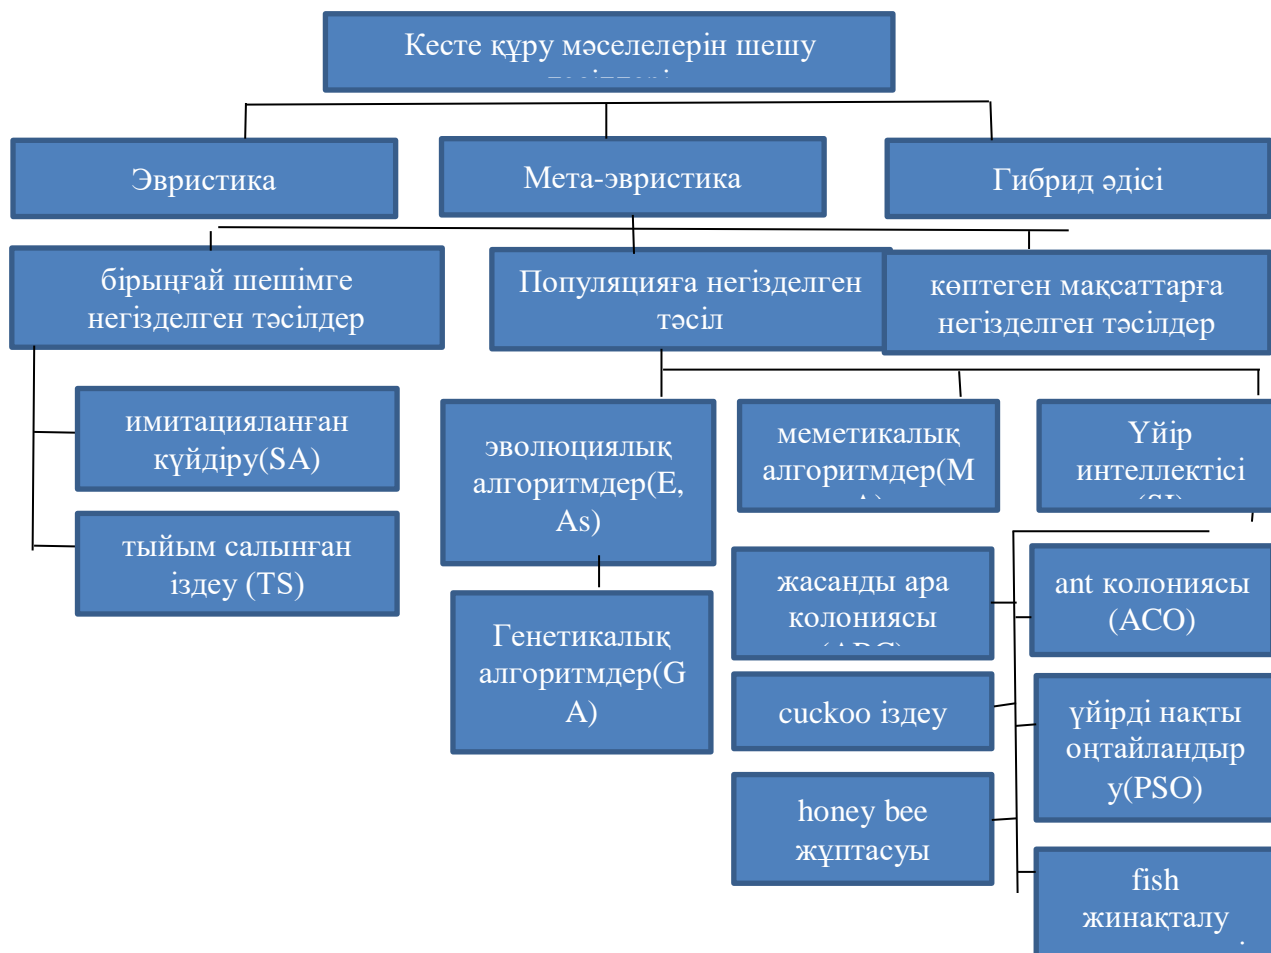 Кесте құру мәселелерін шешу
Эвристика
Мета-эвристика
Гибрид әдісі
бірыңғай шешімге
негізделген тәсілдер
Популяцияға негізделген
тәсіл
көптеген мақсаттарға
негізделген тәсілдер
имитацияланған
күйдіру(SA)
тыйым салынған
іздеу (TS)
эволюциялық
алгоритмдер(E,
As)
Генетикалық
алгоритмдер(G
A)
меметикалық
алгоритмдер(M
Үйір
интеллектісі
жасанды ара
колониясы
cuckoo іздеу
honey bee
жұптасуы
ant колониясы
(ACO)
үйірді нақты
оңтайландыр
у(PSO)
fish
жинақталу